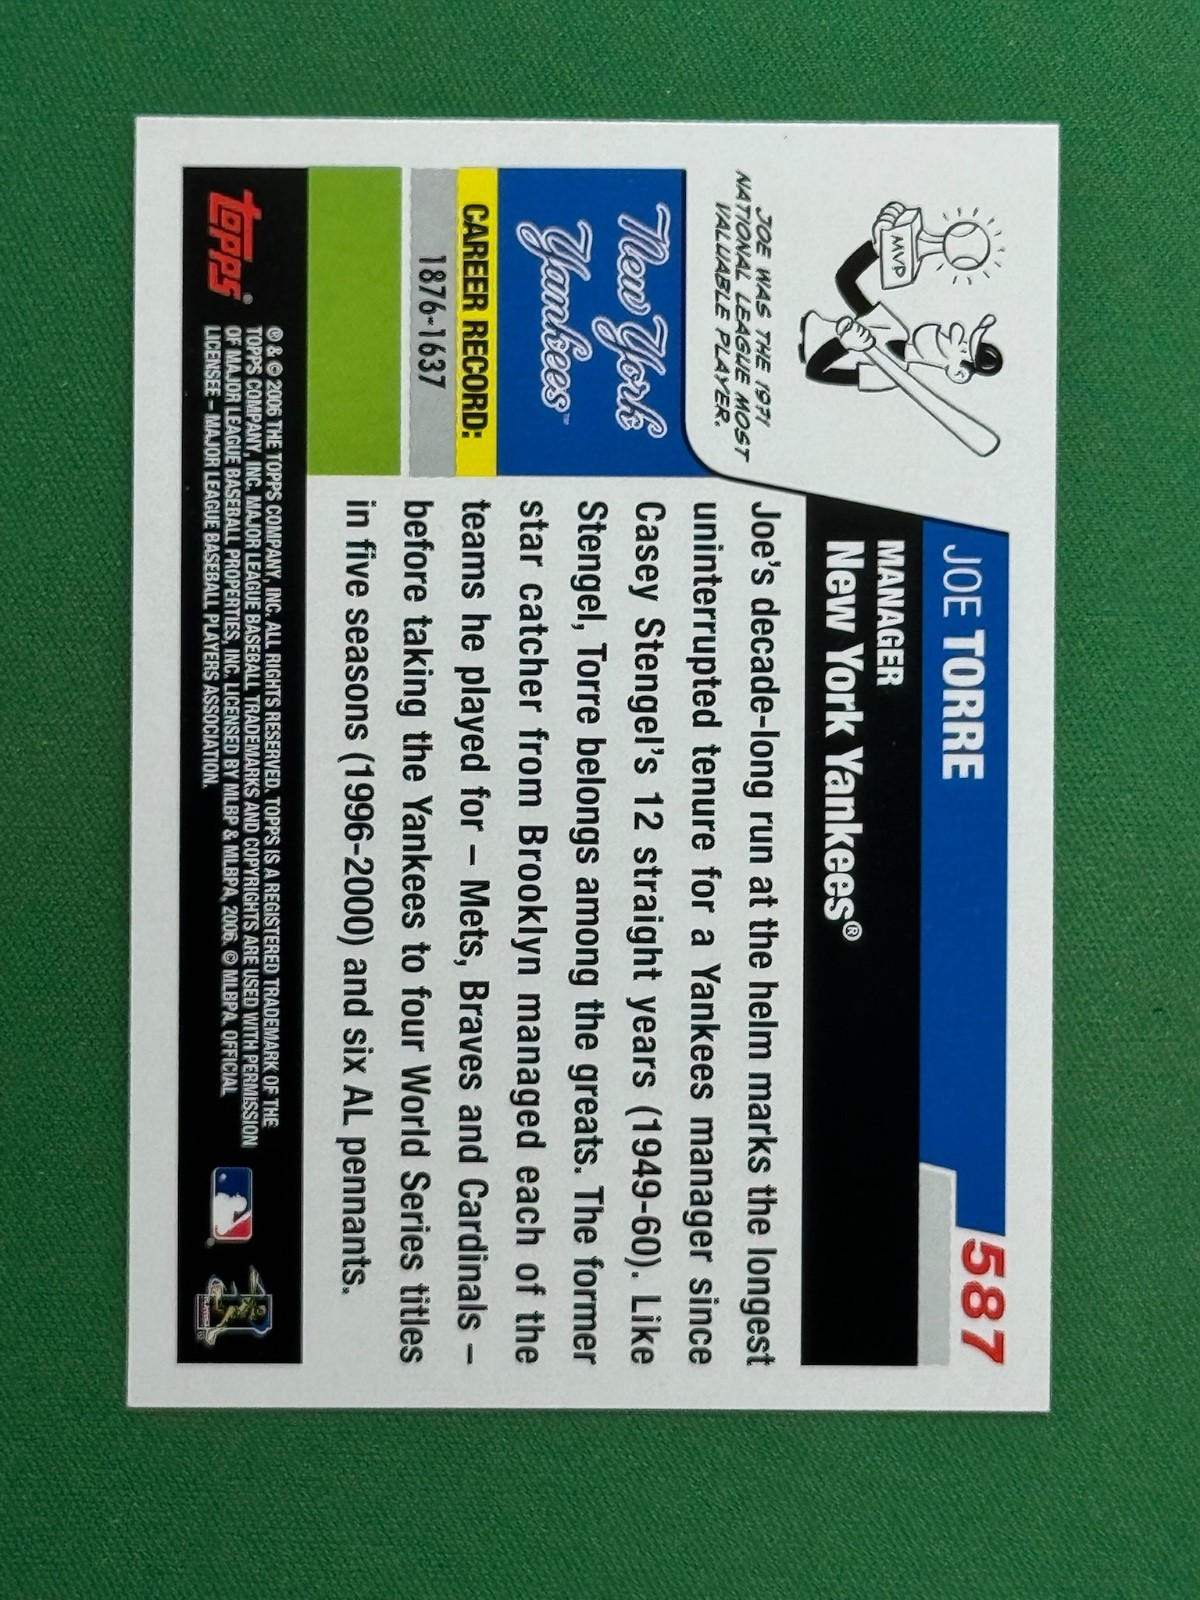 587
JOE TORRE
MANAGER
New York Yankees®
MVP
JOE WAS THE 1971
NATIONAL LEAGUE MOST
VALUABLE PLAYER.
New York
Yankees™
CAREER RECORD:
1876-1637
Joe's decade-long run at the helm marks the longest
uninterrupted tenure for a Yankees manager since
Casey Stengel's 12 straight years (1949-60). Like
Stengel, Torre belongs among the greats. The former
star catcher from Brooklyn managed each of the
teams he played for – Mets, Braves and Cardinals –
before taking the Yankees to four World Series titles
in five seasons (1996-2000) and six AL pennants.
topps®
® & © 2006 THE TOPPS COMPANY, INC. ALL RIGHTS RESERVED. TOPPS IS A REGISTERED TRADEMARK OF THE
TOPPS COMPANY, INC. MAJOR LEAGUE BASEBALL TRADEMARKS AND COPYRIGHTS ARE USED WITH PERMISSION
OF MAJOR LEAGUE BASEBALL PROPERTIES, INC. LICENSED BY MLBP & MLBPA, 2006. © MLBPA. OFFICIAL
LICENSEE – MAJOR LEAGUE BASEBALL PLAYERS ASSOCIATION.